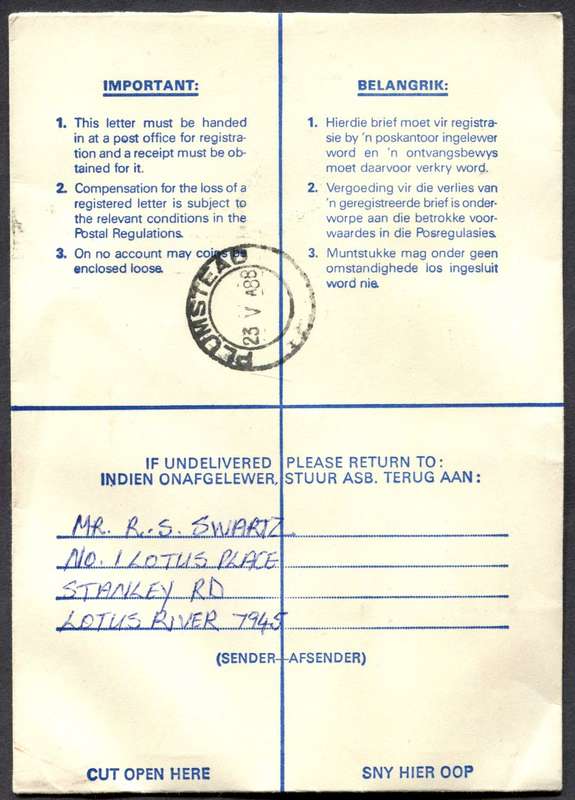 IMPORTANT:
1. This letter must be handed
in at a post office for registra-
tion and a receipt must be ob-
tained for it.
2. Compensation for the loss of a
registered letter is subject to
the relevant conditions in the
Postal Regulations.
3. On no account may coins be
enclosed loose.
BELANGRIK:
1. Hierdie brief moet vir registra-
sie by 'n poskantoor ingelewer
word en 'n ontvangsbewys
moet daarvoor verkry word.
2. Vergoeding vir die verlies van
'n geregistreerde brief is onder-
worpe aan die betrokke voor-
waardes in die Posregulasies.
3. Muntstukke mag onder geen
omstandighede los ingesluit
word nie.
PLUMSTEAD
23 V A88
IF UNDELIVERED PLEASE RETURN TO:
INDIEN ONAFGELEWER, STUUR ASB. TERUG AAN:
MR. R.S. SWARTZ
NO. 1 LOTUS PLACE
STANLEY RD
LOTUS RIVER 7945
(SENDER–AFSENDER)
CUT OPEN HERE
SNY HIER OOP